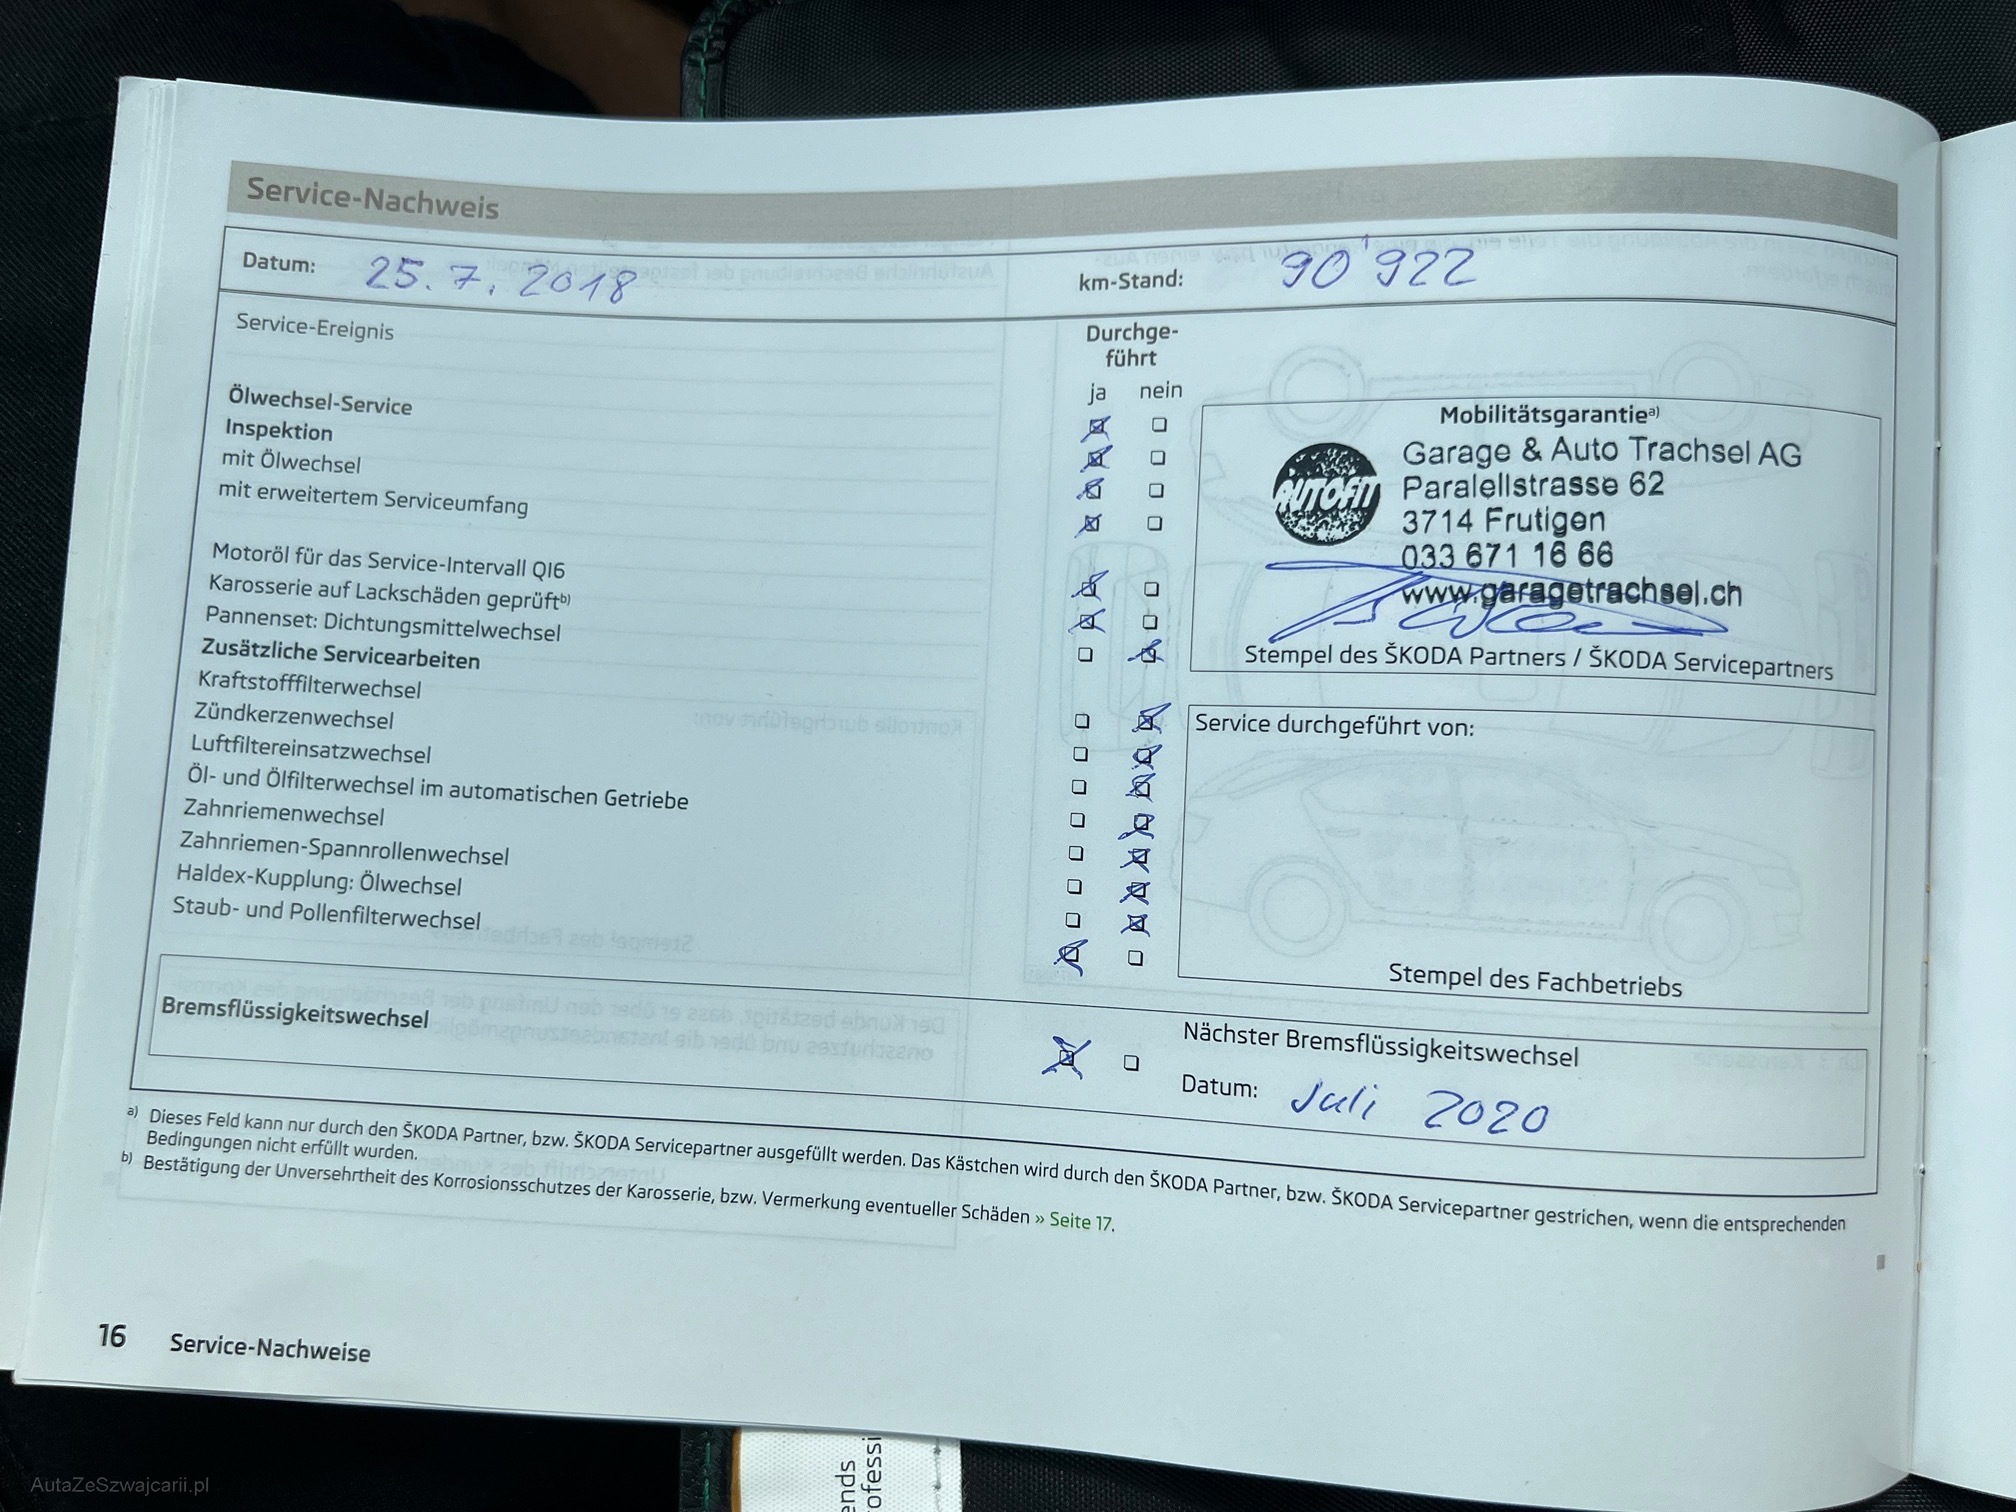 Service-Nachweis
Datum: 25. 7. 2018
km-Stand: 90'922
Service-Ereignis
Durchge-
führt
ja nein
Ölwechsel-Service
Inspektion
mit Ölwechsel
mit erweitertem Serviceumfang
Motoröl für das Service-Intervall QI6
Karosserie auf Lackschäden geprüftb)
Pannenset: Dichtungsmittelwechsel
Zusätzliche Servicearbeiten
Kraftstofffilterwechsel
Zündkerzenwechsel
Luftfiltereinsatzwechsel
Öl- und Ölfilterwechsel im automatischen Getriebe
Zahnriemenwechsel
Zahnriemen-Spannrollenwechsel
Haldex-Kupplung: Ölwechsel
Staub- und Pollenfilterwechsel
Mobilitätsgarantiea)
AUTOFIT
Garage & Auto Trachsel AG
Paralellstrasse 62
3714 Frutigen
033 671 16 66
www.garagetrachsel.ch
Stempel des ŠKODA Partners / ŠKODA Servicepartners
Service durchgeführt von:
Stempel des Fachbetriebs
Bremsflüssigkeitswechsel
Nächster Bremsflüssigkeitswechsel
Datum: Juli 2020
a) Dieses Feld kann nur durch den ŠKODA Partner, bzw. ŠKODA Servicepartner ausgefüllt werden. Das Kästchen wird durch den ŠKODA Partner, bzw. ŠKODA Servicepartner gestrichen, wenn die entsprechenden
Bedingungen nicht erfüllt wurden.
b) Bestätigung der Unversehrtheit des Korrosionsschutzes der Karosserie, bzw. Vermerkung eventueller Schäden » Seite 17.
16 Service-Nachweise
ends
ofessi
AutaZeSzwajcarii.pl